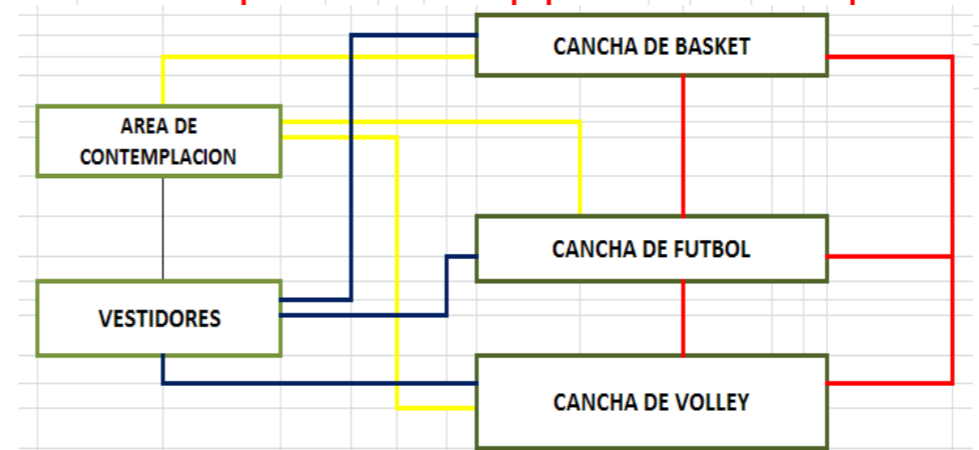 CANCHA DE BASKET
AREA DE
CONTEMPLACION
CANCHA DE FUTBOL
VESTIDORES
CANCHA DE VOLLEY